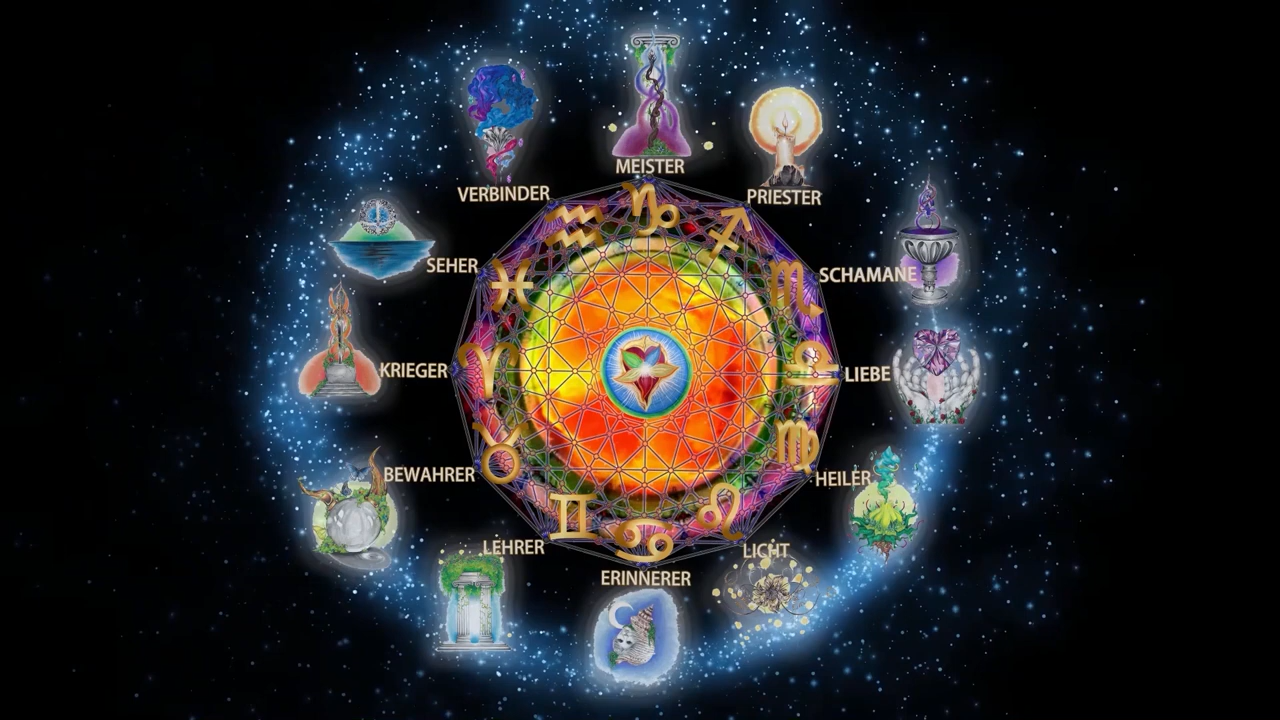 MEISTER
VERBINDER
PRIESTER
SEHER
SCHAMANE
KRIEGER
LIEBE
BEWAHRER
HEILER
LEHRER
LICHT
ERINNERER